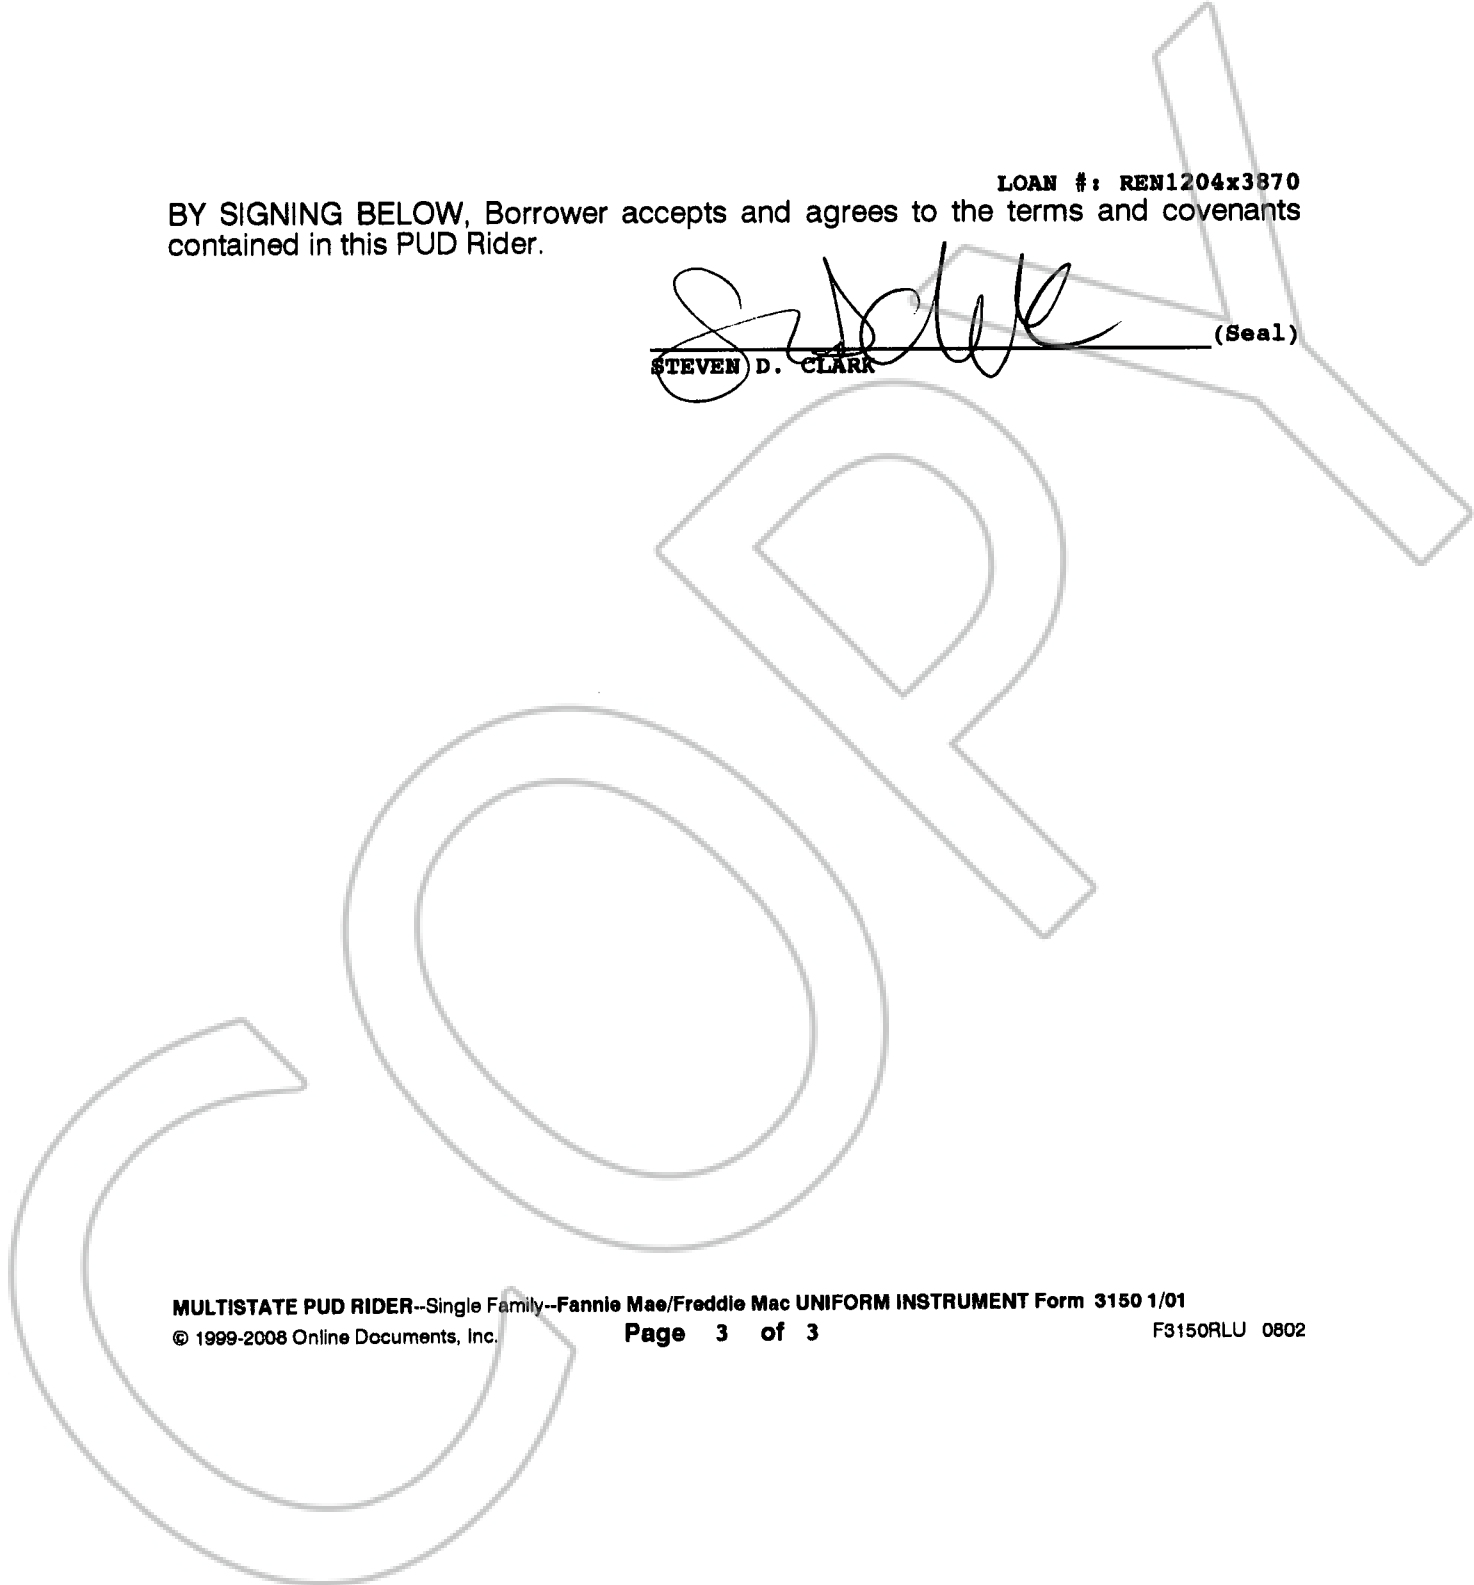 LOAN #: REN1204x3870
BY SIGNING BELOW, Borrower accepts and agrees to the terms and covenants
contained in this PUD Rider.
(Seal)
STEVEN D. CLARK
COPY
MULTISTATE PUD RIDER--Single Family--Fannie Mae/Freddie Mac UNIFORM INSTRUMENT Form 3150 1/01
© 1999-2008 Online Documents, Inc. Page 3 of 3 F3150RLU 0802